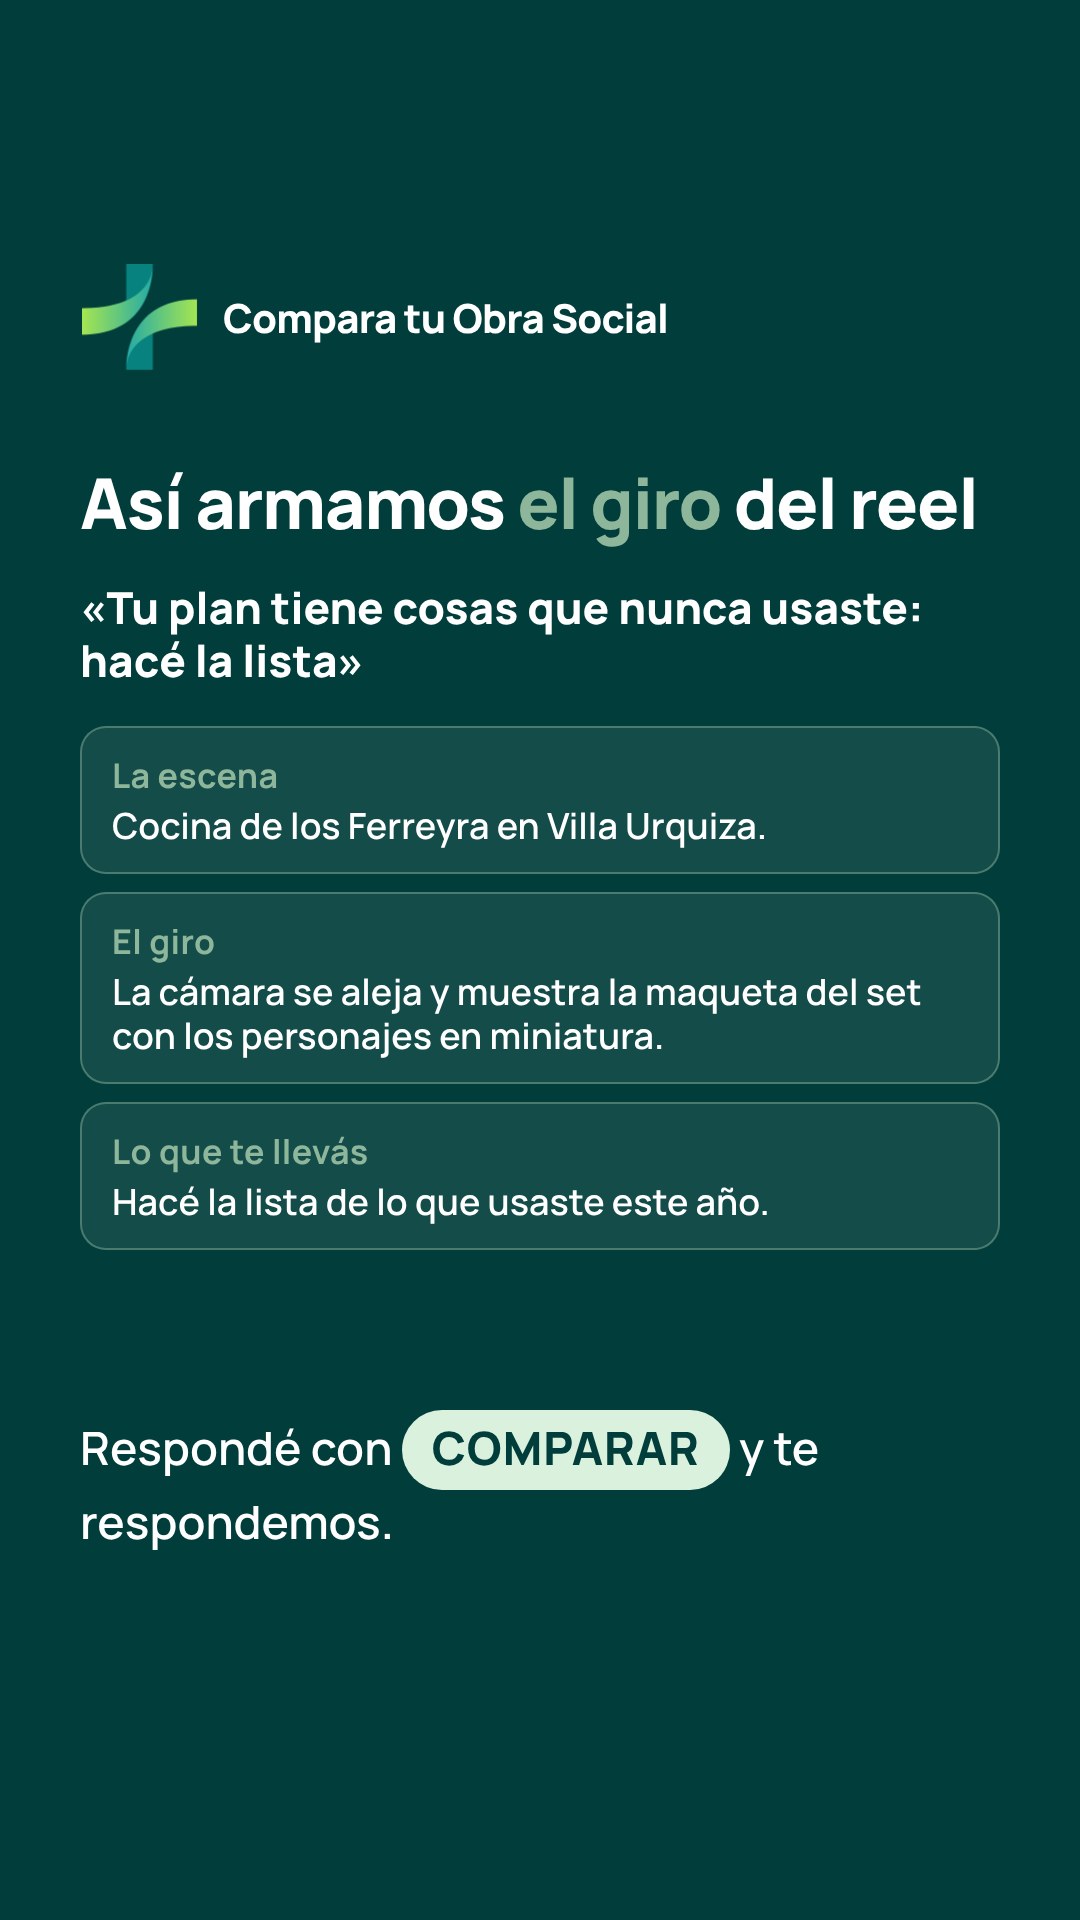 Compara tu Obra Social
Así armamos el giro del reel
«Tu plan tiene cosas que nunca usaste:
hacé la lista»
La escena
Cocina de los Ferreyra en Villa Urquiza.
El giro
La cámara se aleja y muestra la maqueta del set
con los personajes en miniatura.
Lo que te llevás
Hacé la lista de lo que usaste este año.
Respondé con COMPARAR y te
respondemos.